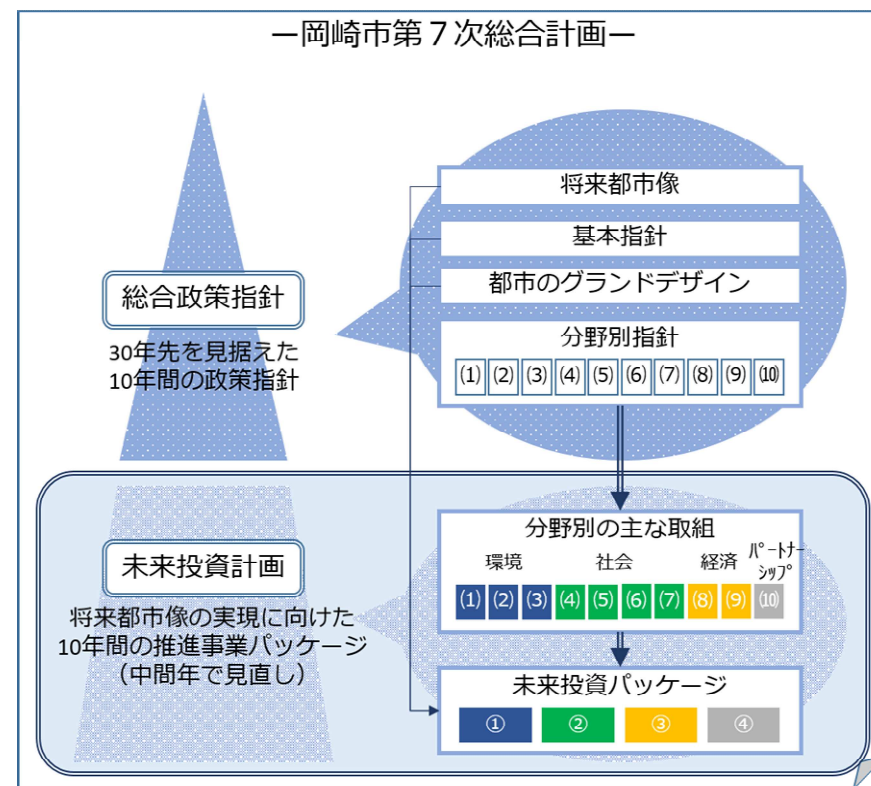 ―岡崎市第７次総合計画―
将来都市像
基本指針
都市のグランドデザイン
分野別指針
(1) (2) (3) (4) (5) (6) (7) (8) (9) (10)
総合政策指針
30年先を見据えた
10年間の政策指針
分野別の主な取組
環境 社会 経済 ﾊﾟｰﾄﾅｰ
ｼｯﾌﾟ
(1) (2) (3) (4) (5) (6) (7) (8) (9) (10)
未来投資計画
将来都市像の実現に向けた
10年間の推進事業パッケージ
（中間年で見直し）
未来投資パッケージ
① ② ③ ④